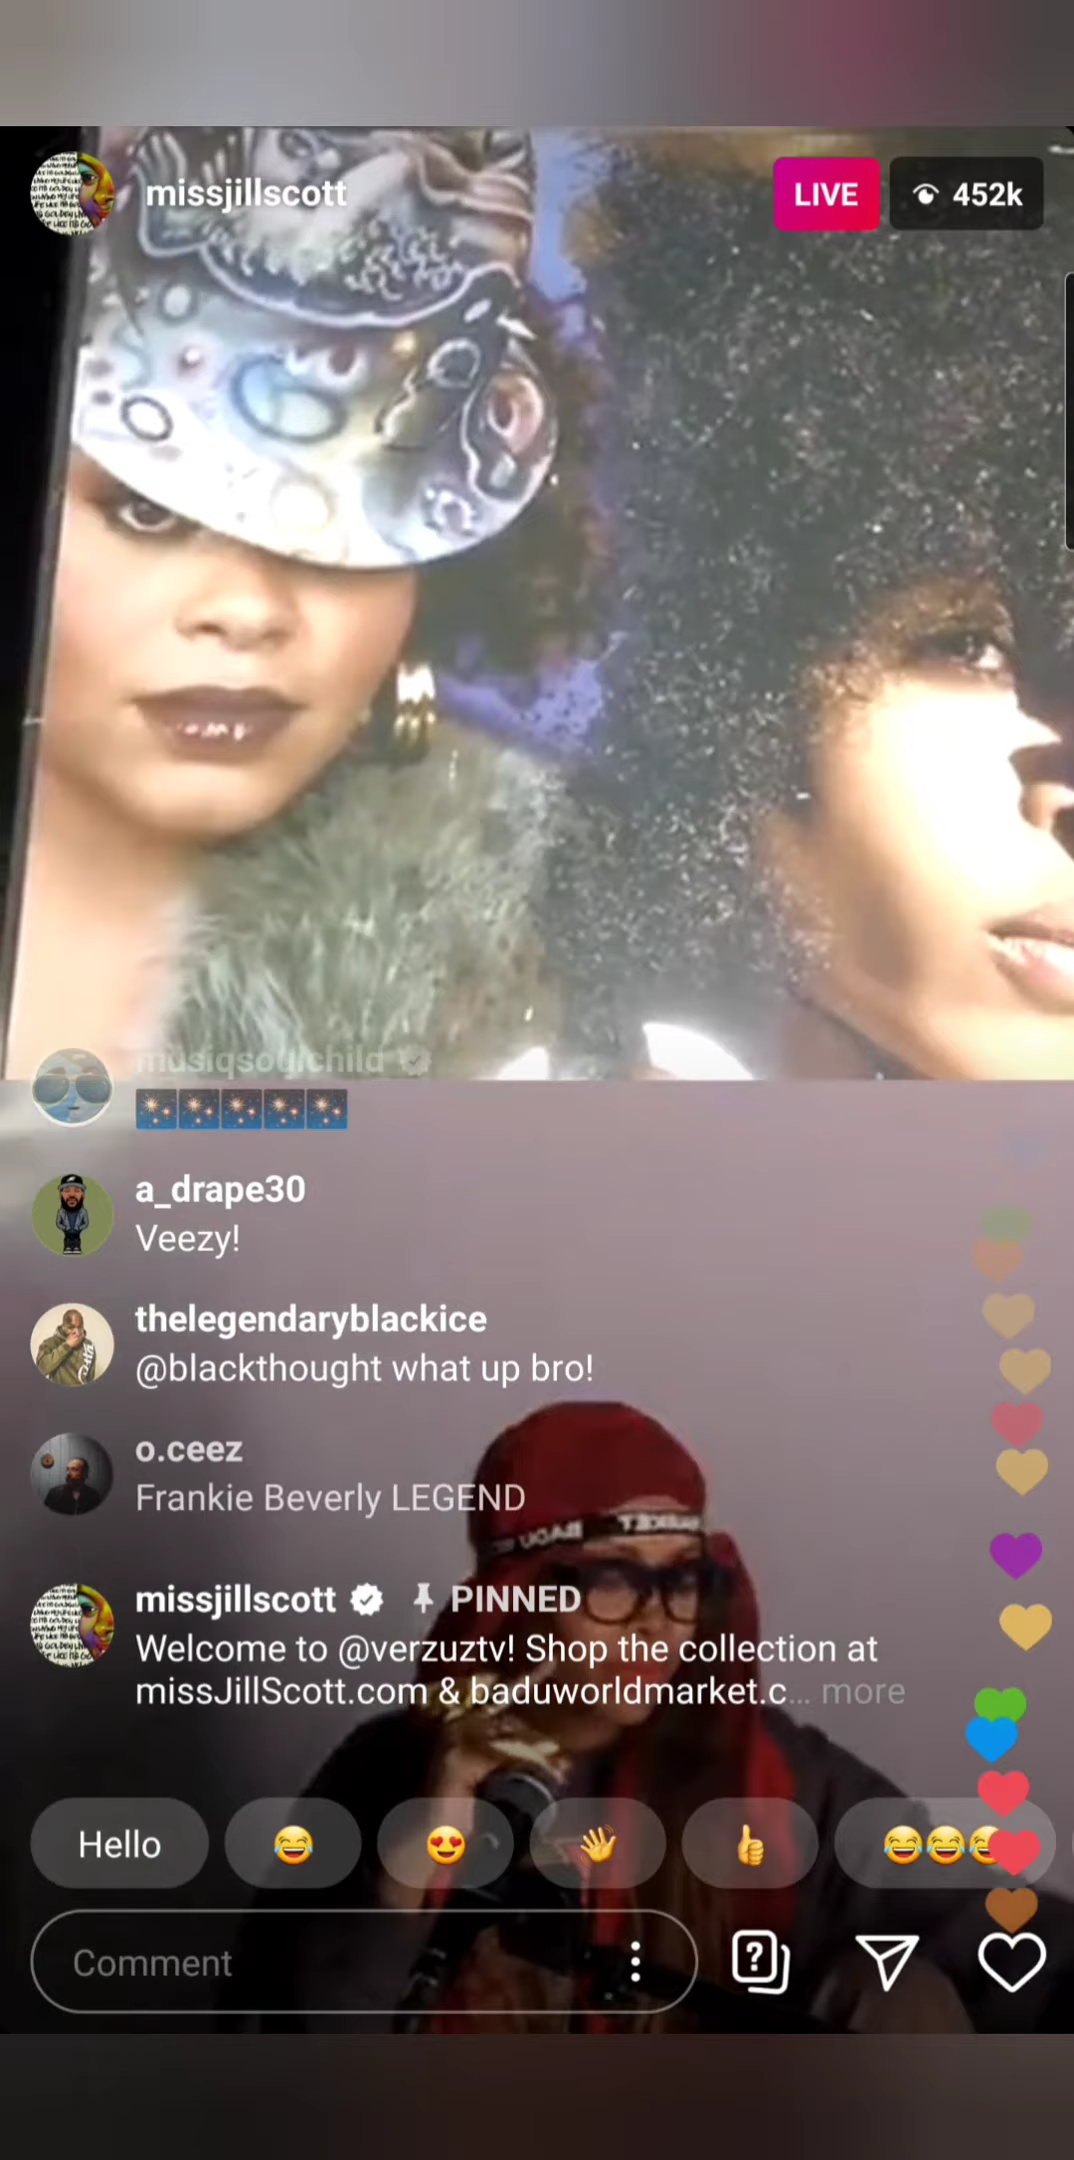 missjillscott
LIVE
452k
musiqsoulchild
a_drape30
Veezy!
thelegendaryblackice
@blackthought what up bro!
o.ceez
Frankie Beverly LEGEND
missjillscott PINNED
Welcome to @verzuztv! Shop the collection at
missJillScott.com & baduworldmarket.c... more
Hello
Comment